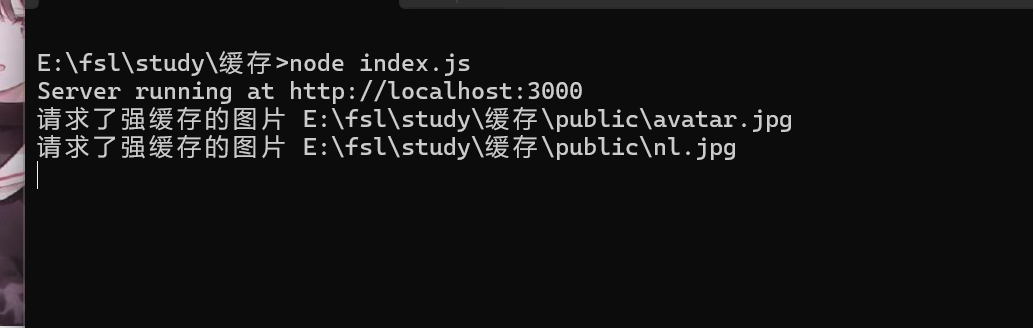 E:\fsl\study\缓存>node index.js
Server running at http://localhost:3000
请求了强缓存的图片 E:\fsl\study\缓存\public\avatar.jpg
请求了强缓存的图片 E:\fsl\study\缓存\public\nl.jpg